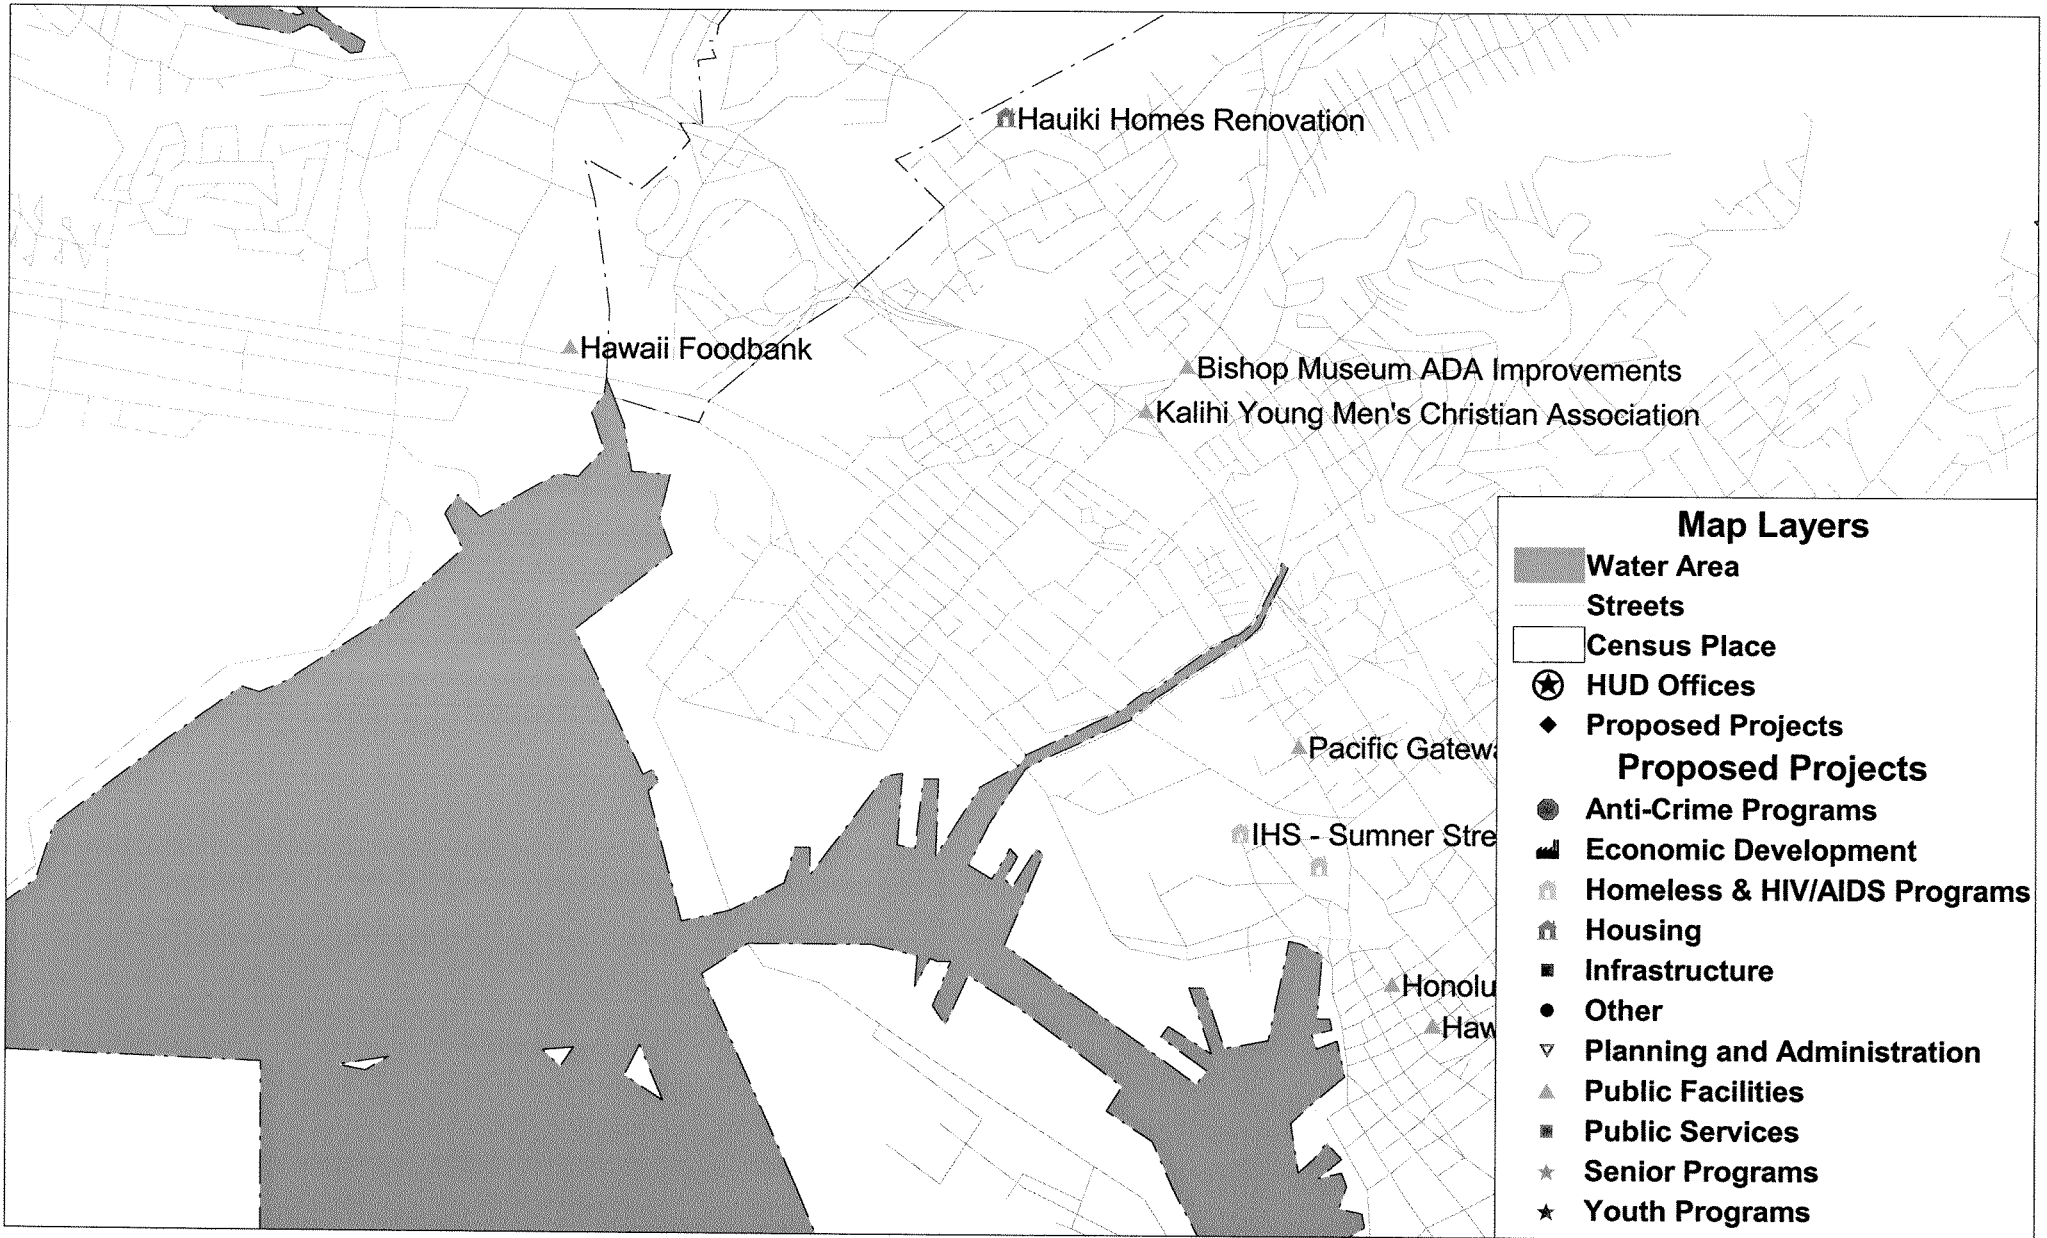 Hauiki Homes Renovation
Hawaii Foodbank
Bishop Museum ADA Improvements
Kalihi Young Men's Christian Association
Pacific Gatewa
IHS - Sumner Stre
Honolu
Haw
Map Layers
Water Area
Streets
Census Place
HUD Offices
Proposed Projects
Proposed Projects
Anti-Crime Programs
Economic Development
Homeless & HIV/AIDS Programs
Housing
Infrastructure
Other
Planning and Administration
Public Facilities
Public Services
Senior Programs
Youth Programs